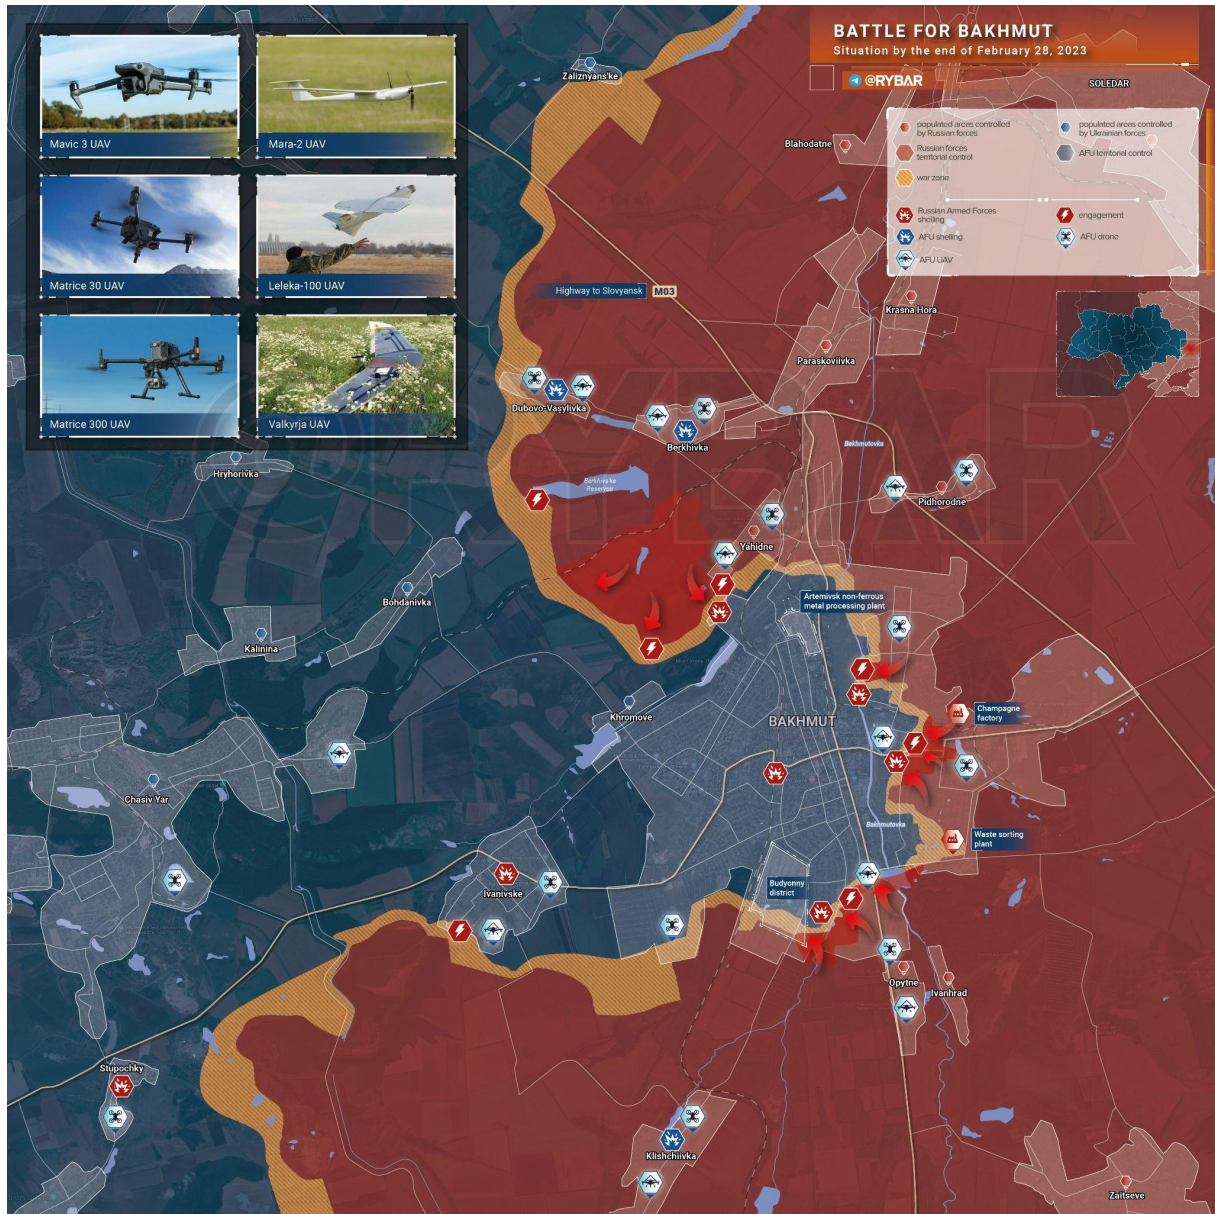 BATTLE FOR BAKHMUT
Situation by the end of February 28, 2023
@RYBAR
SOLEDAR
populated areas controlled
by Russian forces
populated areas controlled
by Ukrainian forces
Russian forces
territorial control
AFU territorial control
war zone
Russian Armed Forces
shelling
engagement
AFU shelling
AFU drone
AFU UAV
Mavic 3 UAV
Mara-2 UAV
Matrice 30 UAV
Leleka-100 UAV
Matrice 300 UAV
Valkyrja UAV
Zaliznyans'ke
Blahodatne
Highway to Slovyansk
M03
Krasna Hora
Paraskoviivka
Dubovo-Vasylivka
Berkhivka
Bakhmutovka
@RYBAR
Hryhorivka
Berkhivs'ke
Reservoir
Pidhorodne
Yahidne
Bohdanivka
Artemivsk non-ferrous
metal processing plant
Kalinina
Khromove
BAKHMUT
Champagne
factory
Chasiv Yar
Bakhmutovka
Waste sorting
plant
Ivanivske
Budyonny
district
Opytne
Ivanhrad
Stupochky
Klishchiivka
Zaitseve